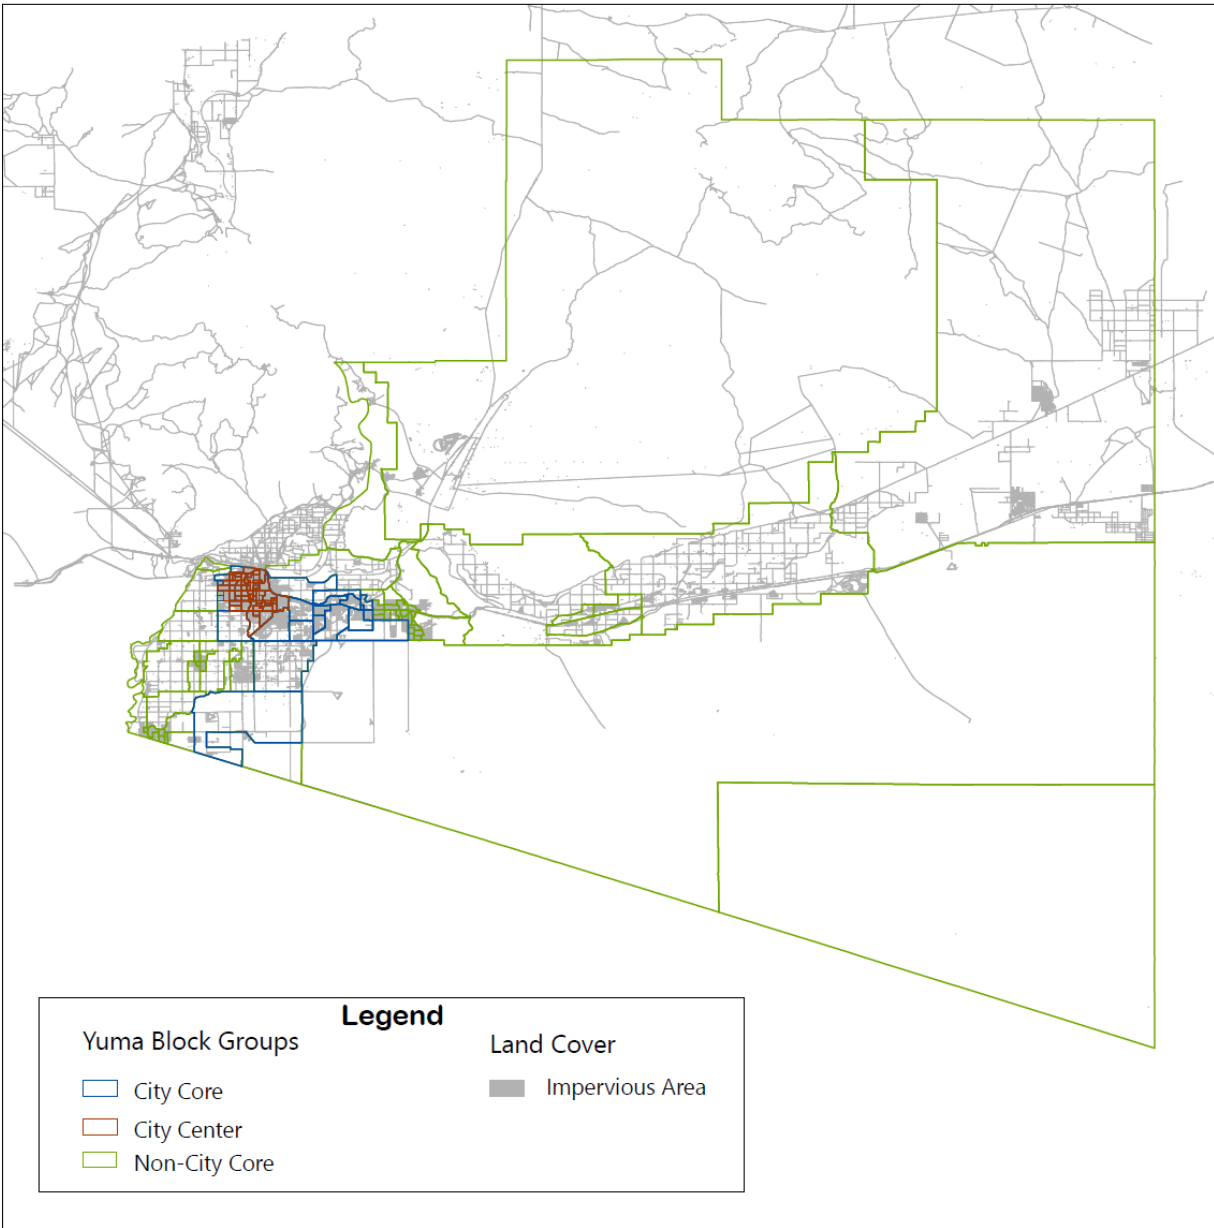 Legend
Yuma Block Groups
Land Cover
City Core
Impervious Area
City Center
Non-City Core